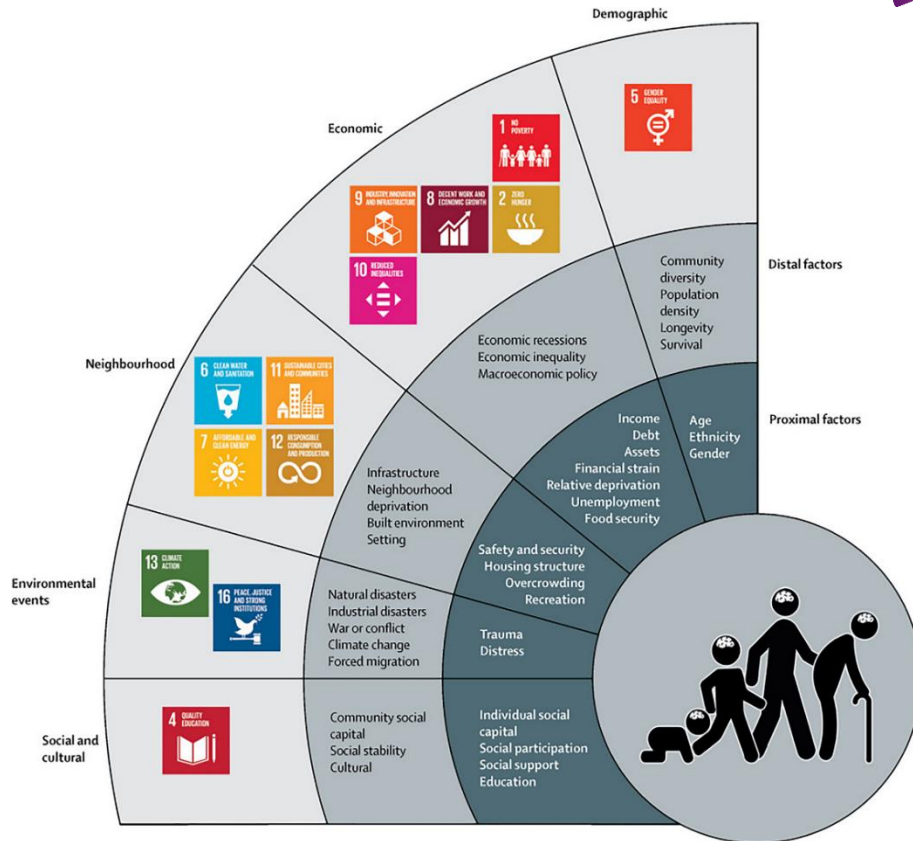 Demographic
5 GENDER
EQUALITY
Economic
1 NO
POVERTY
9 INDUSTRY, INNOVATION
AND INFRASTRUCTURE
8 DECENT WORK AND
ECONOMIC GROWTH
2 ZERO
HUNGER
10 REDUCED
INEQUALITIES
Distal factors
Community
diversity
Population
density
Longevity
Survival
Economic recessions
Economic inequality
Macroeconomic policy
Neighbourhood
6 CLEAN WATER
AND SANITATION
11 SUSTAINABLE CITIES
AND COMMUNITIES
7 AFFORDABLE AND
CLEAN ENERGY
12 RESPONSIBLE
CONSUMPTION
AND PRODUCTION
Proximal factors
Age
Ethnicity
Gender
Income
Debt
Assets
Financial strain
Relative deprivation
Unemployment
Food security
Infrastructure
Neighbourhood
deprivation
Built environment
Setting
Safety and security
Housing structure
Overcrowding
Recreation
Environmental
events
13 CLIMATE
ACTION
16 PEACE, JUSTICE
AND STRONG
INSTITUTIONS
Natural disasters
Industrial disasters
War or conflict
Climate change
Forced migration
Trauma
Distress
Social and
cultural
4 QUALITY
EDUCATION
Community social
capital
Social stability
Cultural
Individual social
capital
Social participation
Social support
Education